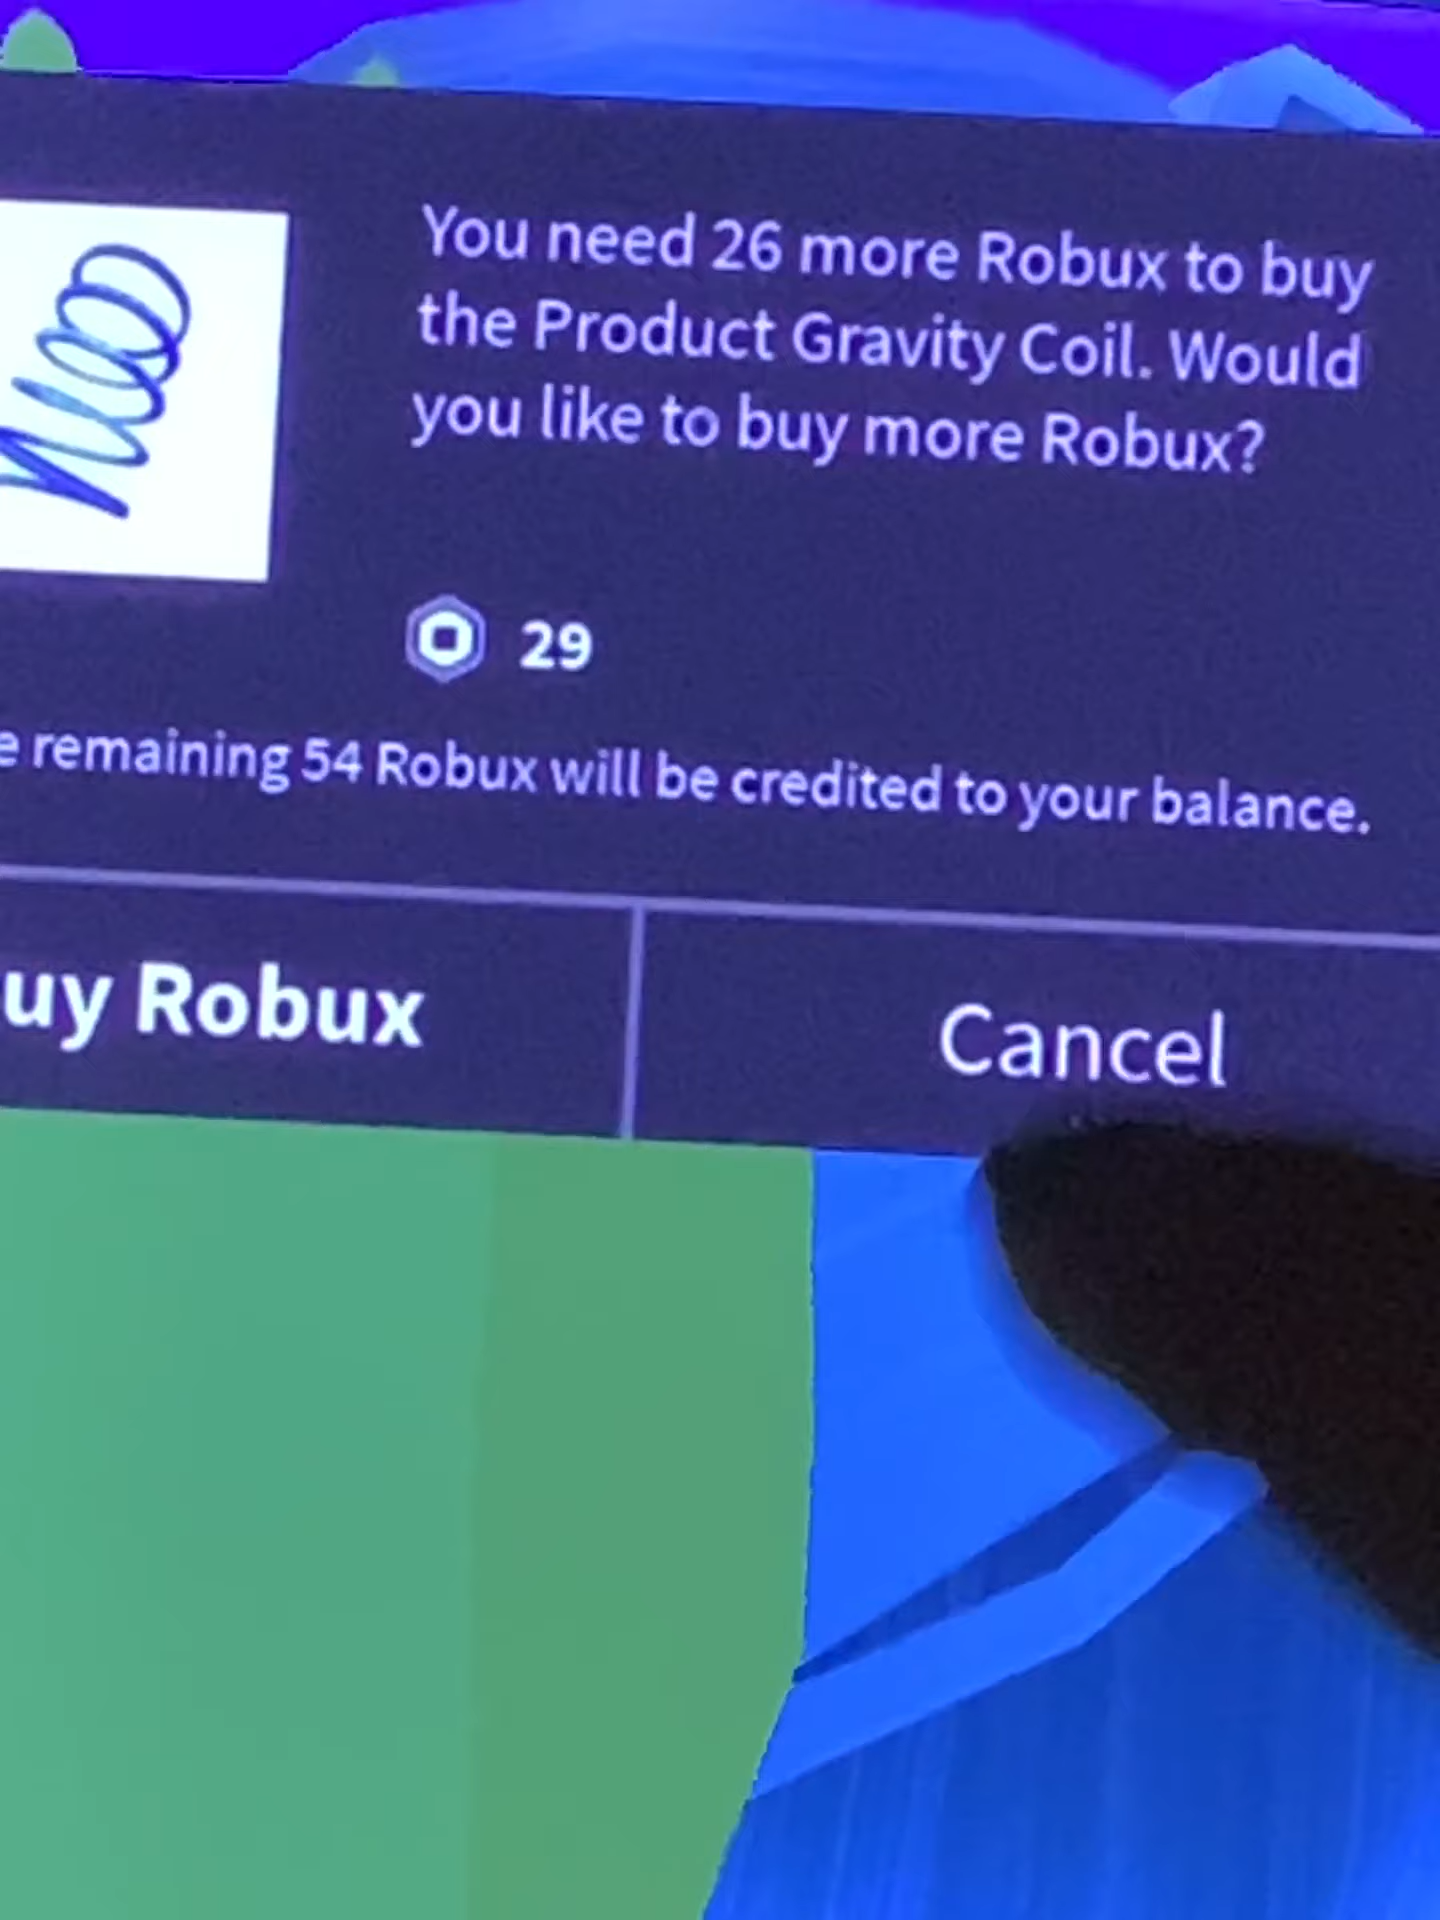 You need 26 more Robux to buy
the Product Gravity Coil. Would
you like to buy more Robux?
29
e remaining 54 Robux will be credited to your balance.
uy Robux
Cancel